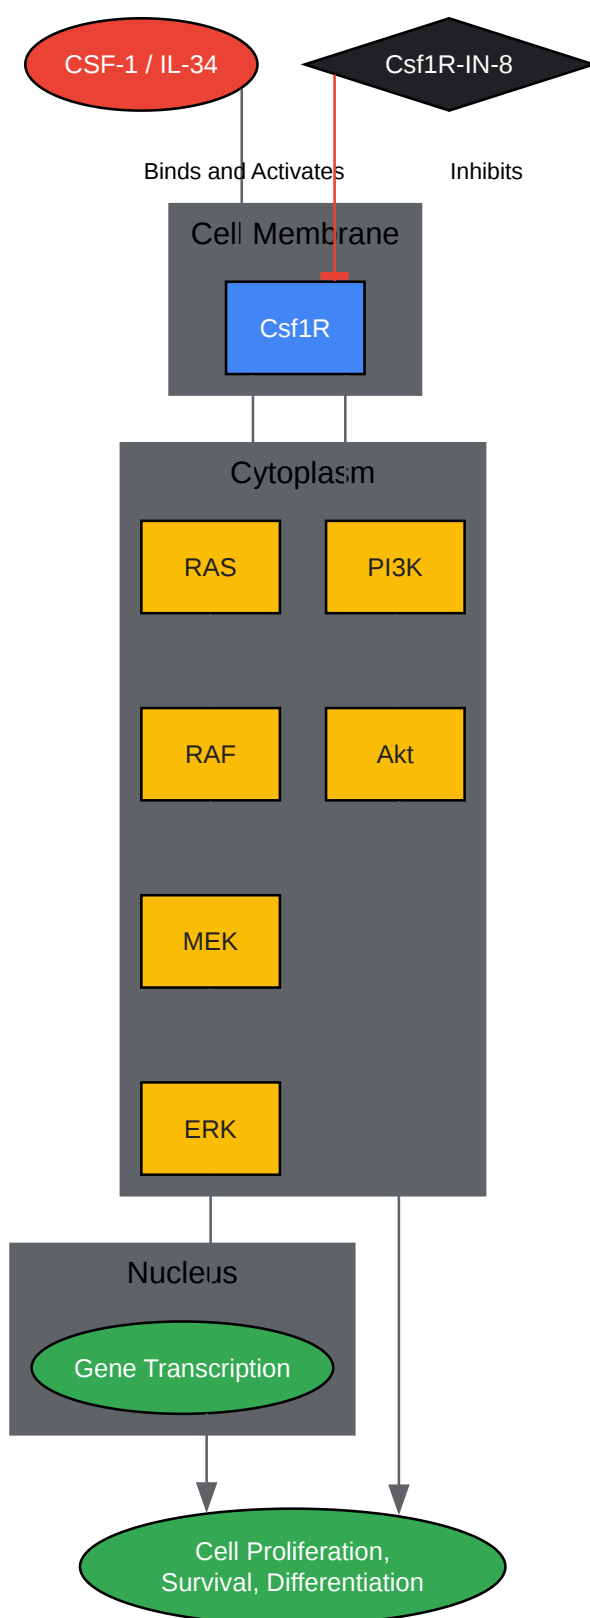 CSF-1 / IL-34
Csf1R-IN-8
Binds and Activates
Inhibits
Cell Membrane
Csf1R
Cytoplasm
RAS
PI3K
RAF
Akt
MEK
ERK
Nucleus
Gene Transcription
Cell Proliferation,
Survival, Differentiation